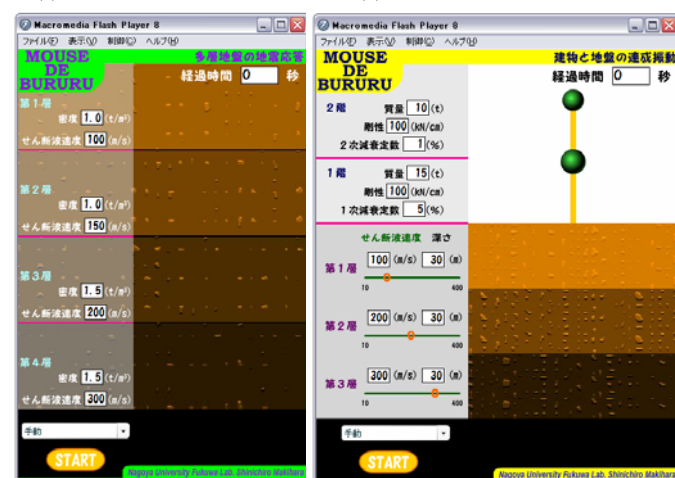 Macromedia Flash Player 8
ファイル(F) 表示(V) 制御(C) ヘルプ(H)
MOUSE
DE
BURURU
多層地盤の地震応答
経過時間 0 秒
第1層
密度 1.0 (t/m³)
せん断波速度 100 (m/s)
第2層
密度 1.0 (t/m³)
せん断波速度 150 (m/s)
第3層
密度 1.5 (t/m³)
せん断波速度 200 (m/s)
第4層
密度 1.5 (t/m³)
せん断波速度 300 (m/s)
手動
START
Nagoya University Fukuwa Lab. Shinichiro Makihara
Macromedia Flash Player 8
ファイル(F) 表示(V) 制御(C) ヘルプ(H)
MOUSE
DE
BURURU
建物と地盤の連成振動
経過時間 0 秒
2階 質量 10 (t)
剛性 100 (kN/cm)
2次減衰定数 1 (%)
1階 質量 15 (t)
剛性 100 (kN/cm)
1次減衰定数 5 (%)
せん断波速度 深さ
第1層 100 (m/s) 30 (m)
10 400
第2層 200 (m/s) 30 (m)
10 400
第3層 300 (m/s) 30 (m)
10 400
手動
START
Nagoya University Fukuwa Lab. Shinichiro Makihara